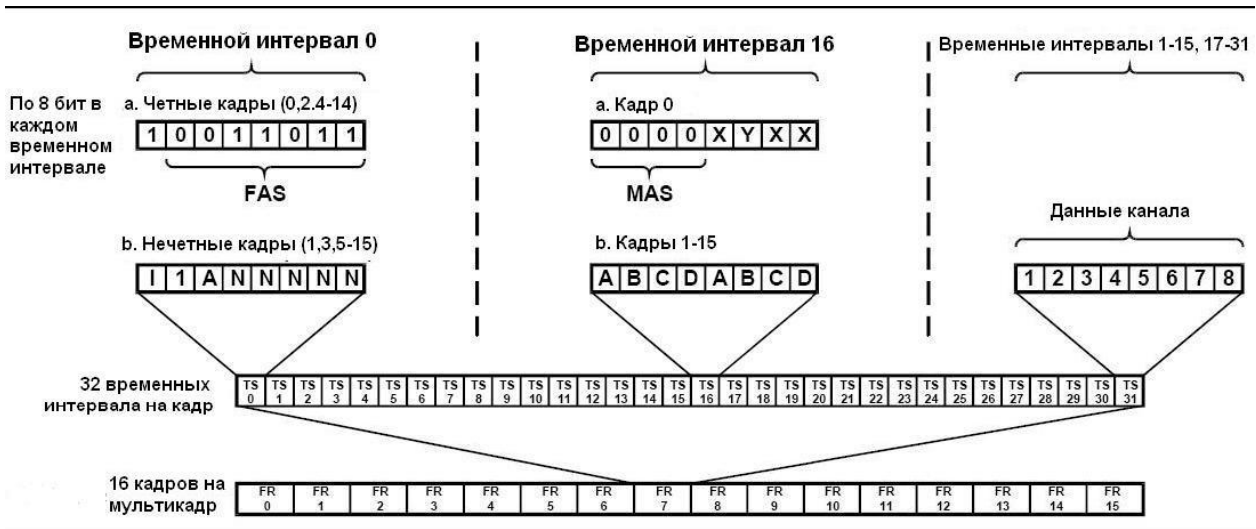 Временной интервал 0
Временной интервал 16
Временные интервалы 1-15, 17-31
По 8 бит в
каждом
временном
интервале
a. Четные кадры (0,2.4-14)
1 0 0 1 1 0 1 1
FAS
a. Кадр 0
0 0 0 0 X Y X X
MAS
b. Нечетные кадры (1,3,5-15)
I 1 A N N N N N
b. Кадры 1-15
A B C D A B C D
Данные канала
1 2 3 4 5 6 7 8
32 временных
интервала на кадр
TS TS TS TS TS TS TS TS TS TS TS TS TS TS TS TS TS TS TS TS TS TS TS TS TS TS TS TS TS TS TS TS
0 1 2 3 4 5 6 7 8 9 10 11 12 13 14 15 16 17 18 19 20 21 22 23 24 25 26 27 28 29 30 31
16 кадров на
мультикадр
FR FR FR FR FR FR FR FR FR FR FR FR FR FR FR FR
0 1 2 3 4 5 6 7 8 9 10 11 12 13 14 15